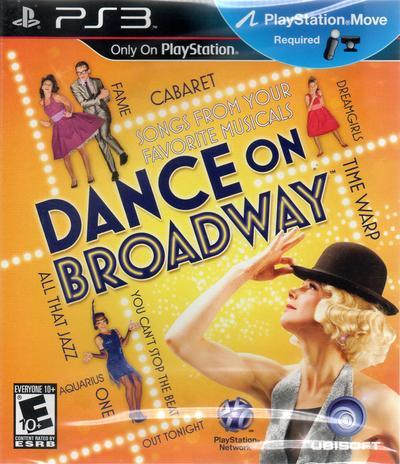 PS3
PlayStation®Move
Required
Only On PlayStation®
FAME
CABARET
SONGS FROM YOUR
FAVORITE MUSICALS
DREAMGIRLS
TIME WARP
DANCE ON
BROADWAY™
ALL THAT JAZZ
YOU CAN'T STOP THE BEAT
AQUARIUS
ONE
OUT TONIGHT
EVERYONE 10+
E
10+
CONTENT RATED BY
ESRB
PlayStation®
Network
UBISOFT